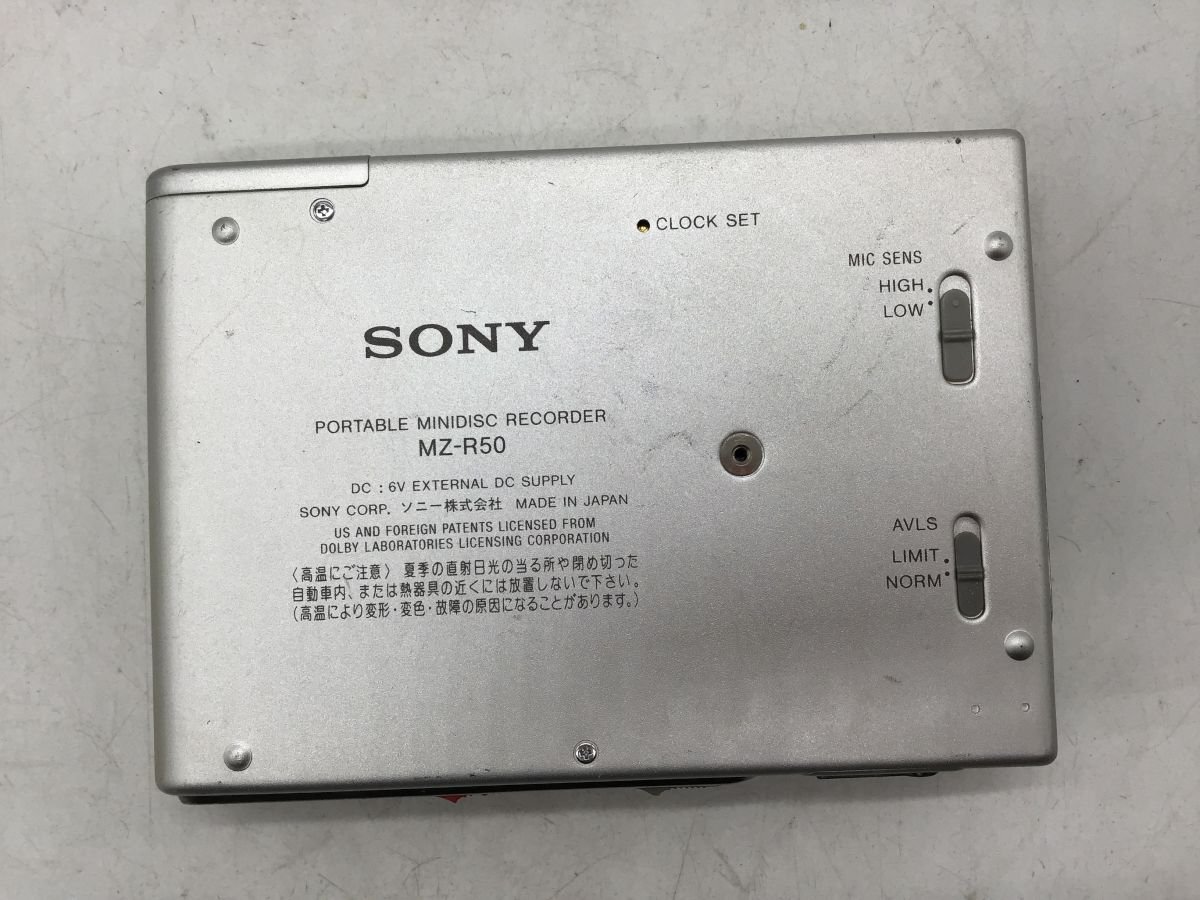 CLOCK SET
MIC SENS
HIGH
LOW
SONY
PORTABLE MINIDISC RECORDER
MZ-R50
DC : 6V EXTERNAL DC SUPPLY
SONY CORP. ソニー株式会社 MADE IN JAPAN
US AND FOREIGN PATENTS LICENSED FROM
DOLBY LABORATORIES LICENSING CORPORATION
〈高温にご注意〉 夏季の直射日光の当る所や閉め切った
自動車内、または熱器具の近くには放置しないで下さい。
(高温により変形・変色・故障の原因になることがあります。)
AVLS
LIMIT
NORM